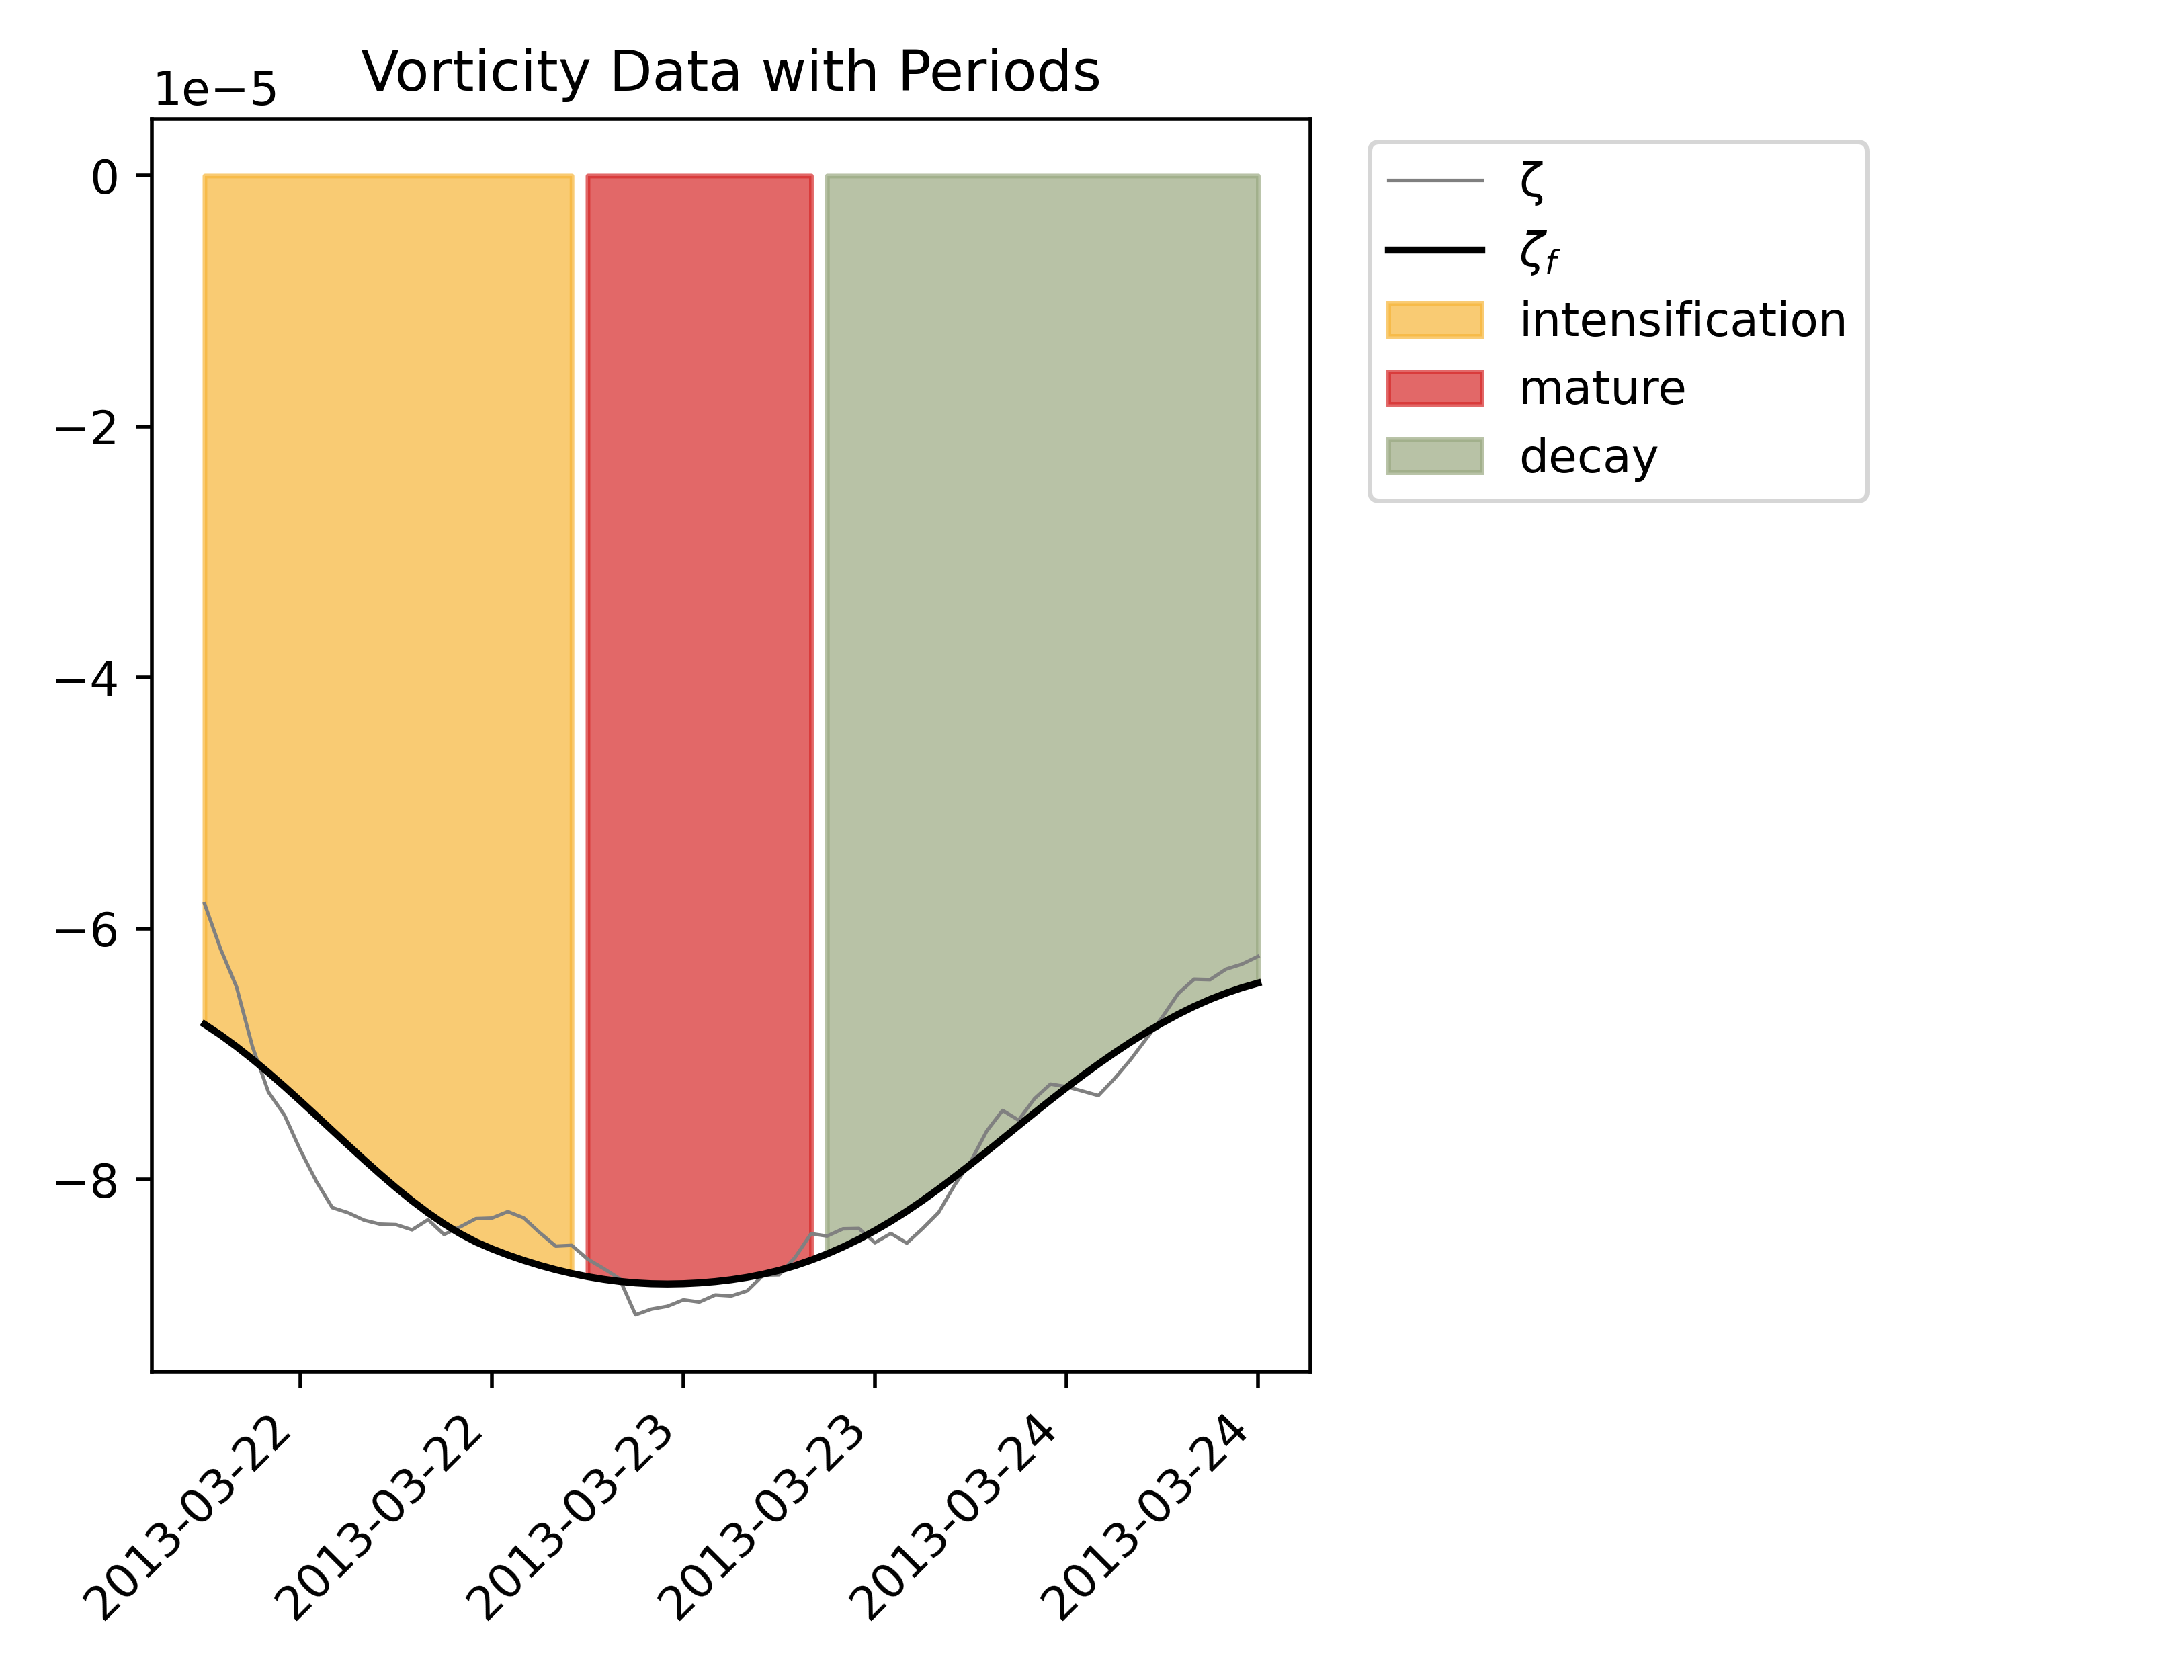 Vorticity Data with Periods
1e−5
0
−2
−4
−6
−8
2013-03-22
2013-03-22
2013-03-23
2013-03-23
2013-03-24
2013-03-24
ζ
ζf
intensification
mature
decay